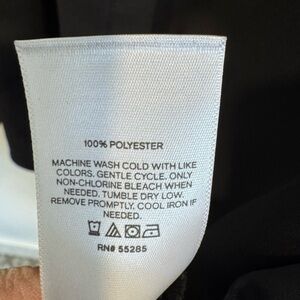 100% POLYESTER
MACHINE WASH COLD WITH LIKE
COLORS. GENTLE CYCLE. ONLY
NON-CHLORINE BLEACH WHEN
NEEDED. TUMBLE DRY LOW.
REMOVE PROMPTLY. COOL IRON IF
NEEDED.
RN# 55285